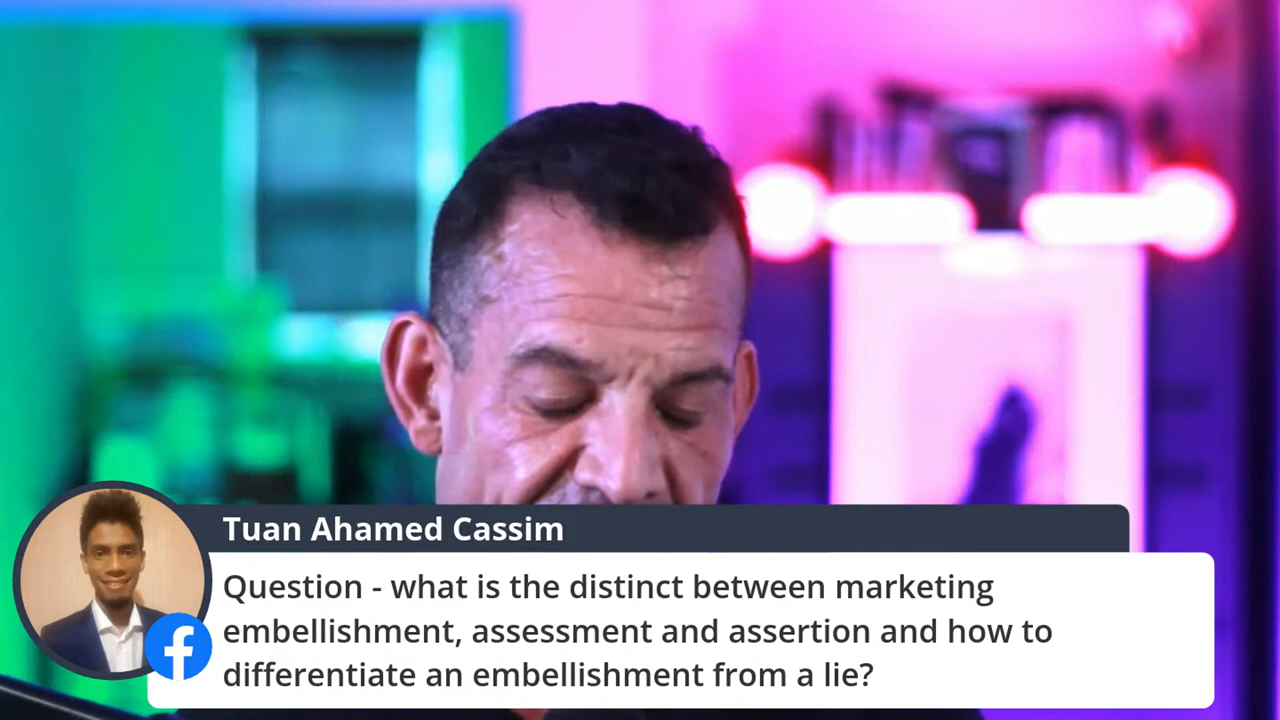 Tuan Ahamed Cassim
Question - what is the distinct between marketing
embellishment, assessment and assertion and how to
differentiate an embellishment from a lie?